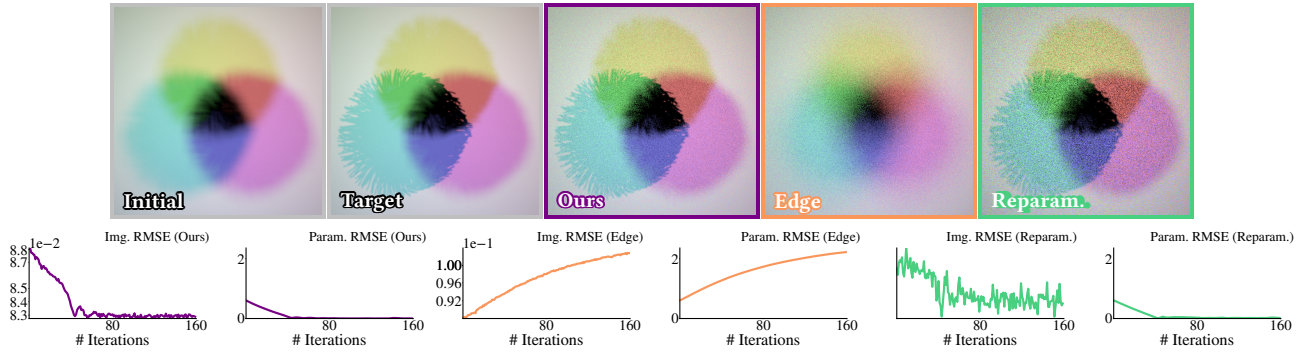 Initial
Target
Ours
Edge
Reparam.
Img. RMSE (Ours)
Param. RMSE (Ours)
Img. RMSE (Edge)
Param. RMSE (Edge)
Img. RMSE (Reparam.)
Param. RMSE (Reparam.)
8.8 1e−2
8.7
8.5
8.4
8.3
80
160
# Iterations
2
0
80
160
# Iterations
1e−1
1.00
0.96
0.92
80
160
# Iterations
2
0
80
160
# Iterations
80
160
# Iterations
2
0
80
160
# Iterations